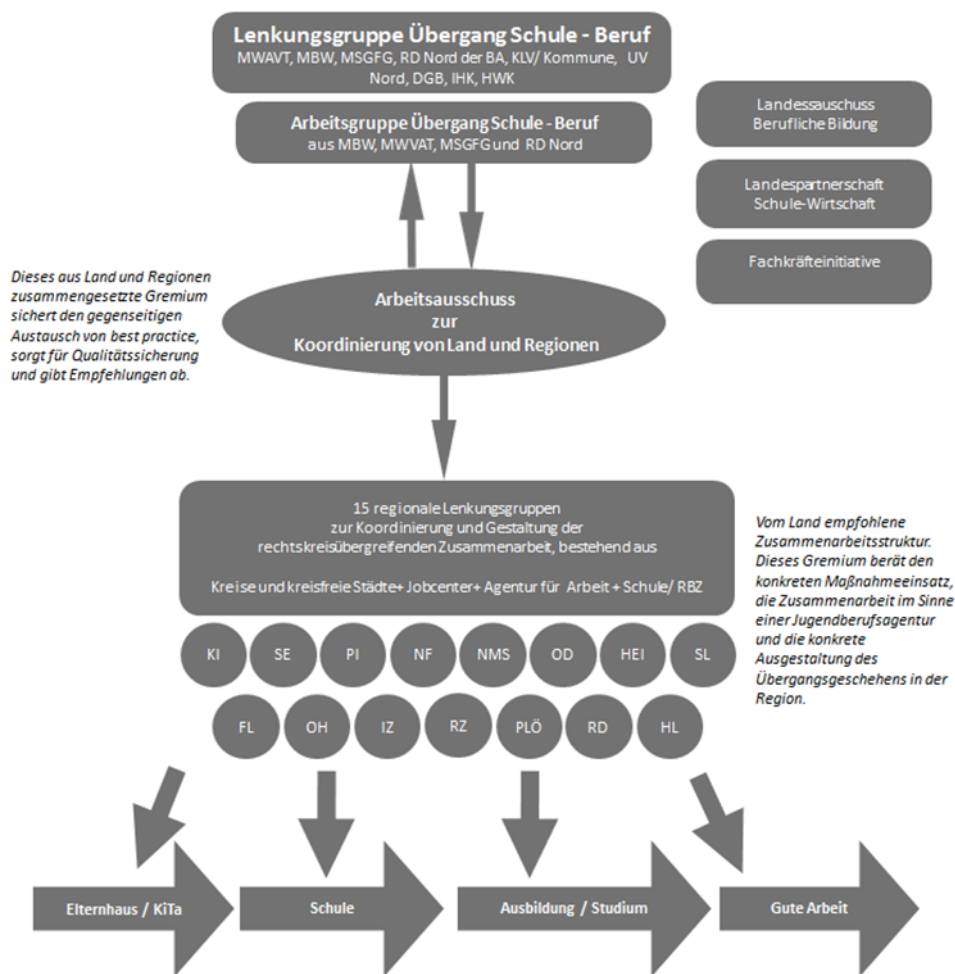 Lenkungsgruppe Übergang Schule - Beruf
MWAVT, MBW, MSGFG, RD Nord der BA, KLV/ Kommune, UV
Nord, DGB, IHK, HWK
Arbeitsgruppe Übergang Schule - Beruf
aus MBW, MWVAT, MSGFG und RD Nord
Landessauschuss
Berufliche Bildung
Landespartnerschaft
Schule-Wirtschaft
Fachkräfteinitiative
Dieses aus Land und Regionen
zusammengesetzte Gremium
sichert den gegenseitigen
Austausch von best practice,
sorgt für Qualitätssicherung
und gibt Empfehlungen ab.
Arbeitsausschuss
zur
Koordinierung von Land und Regionen
15 regionale Lenkungsgruppen
zur Koordinierung und Gestaltung der
rechtskreisübergreifenden Zusammenarbeit, bestehend aus
Kreise und kreisfreie Städte+ Jobcenter+ Agentur für Arbeit + Schule/ RBZ
Vom Land empfohlene
Zusammenarbeitsstruktur.
Dieses Gremium berät den
konkreten Maßnahmeeinsatz,
die Zusammenarbeit im Sinne
einer Jugendberufsagentur
und die konkrete
Ausgestaltung des
Übergangsgeschehens in der
Region.
KI SE PI NF NMS OD HEI SL
FL OH IZ RZ PLÖ RD HL
Elternhaus / KiTa
Schule
Ausbildung / Studium
Gute Arbeit